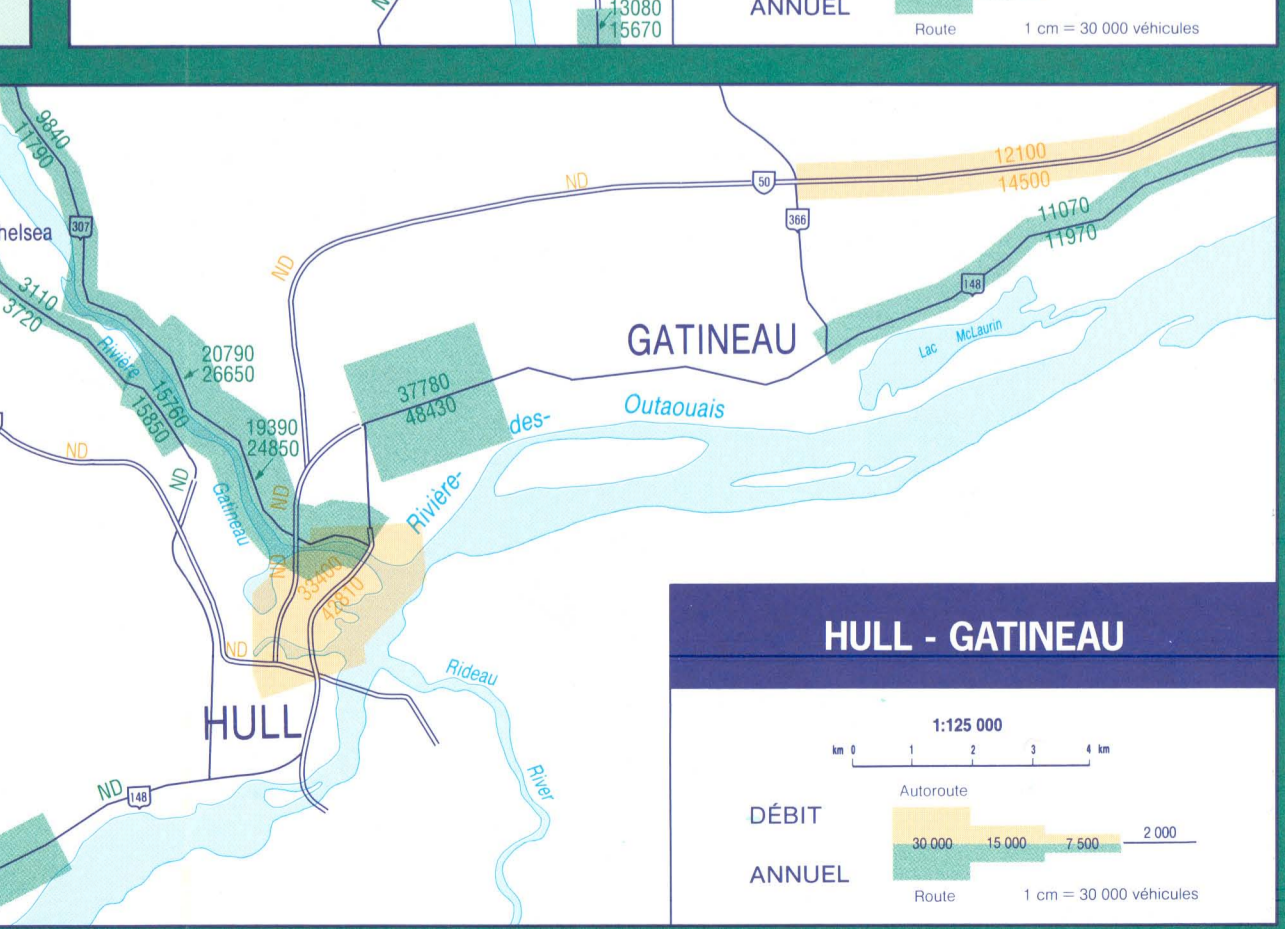 13080
15670
ANNUEL
Route
1 cm = 30 000 véhicules
9840
11790
307
helsea
3110
3720
ND
50
12100
14500
366
11070
11970
148
ND
Rivière
20790
26650
GATINEAU
Lac McLaurin
15760
15850
37780
48430
des-
Outaouais
19390
24850
ND
ND
Gatineau
ND
Rivière-
ND
33400
42810
ND
HULL
Rideau
River
ND
148
HULL - GATINEAU
1:125 000
km 0 1 2 3 4 km
Autoroute
DÉBIT
30 000 15 000 7 500 2 000
ANNUEL
Route
1 cm = 30 000 véhicules